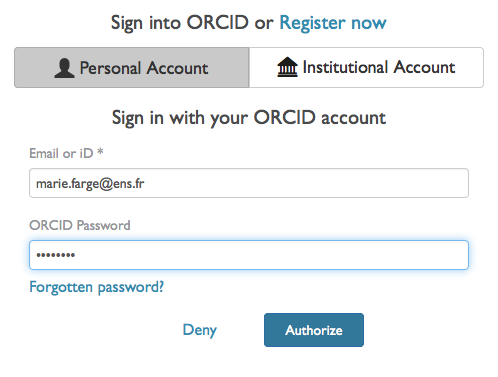 Sign into ORCID or Register now
Personal Account
Institutional Account
Sign in with your ORCID account
Email or iD *
marie.farge@ens.fr
ORCID Password
••••••••
Forgotten password?
Deny
Authorize